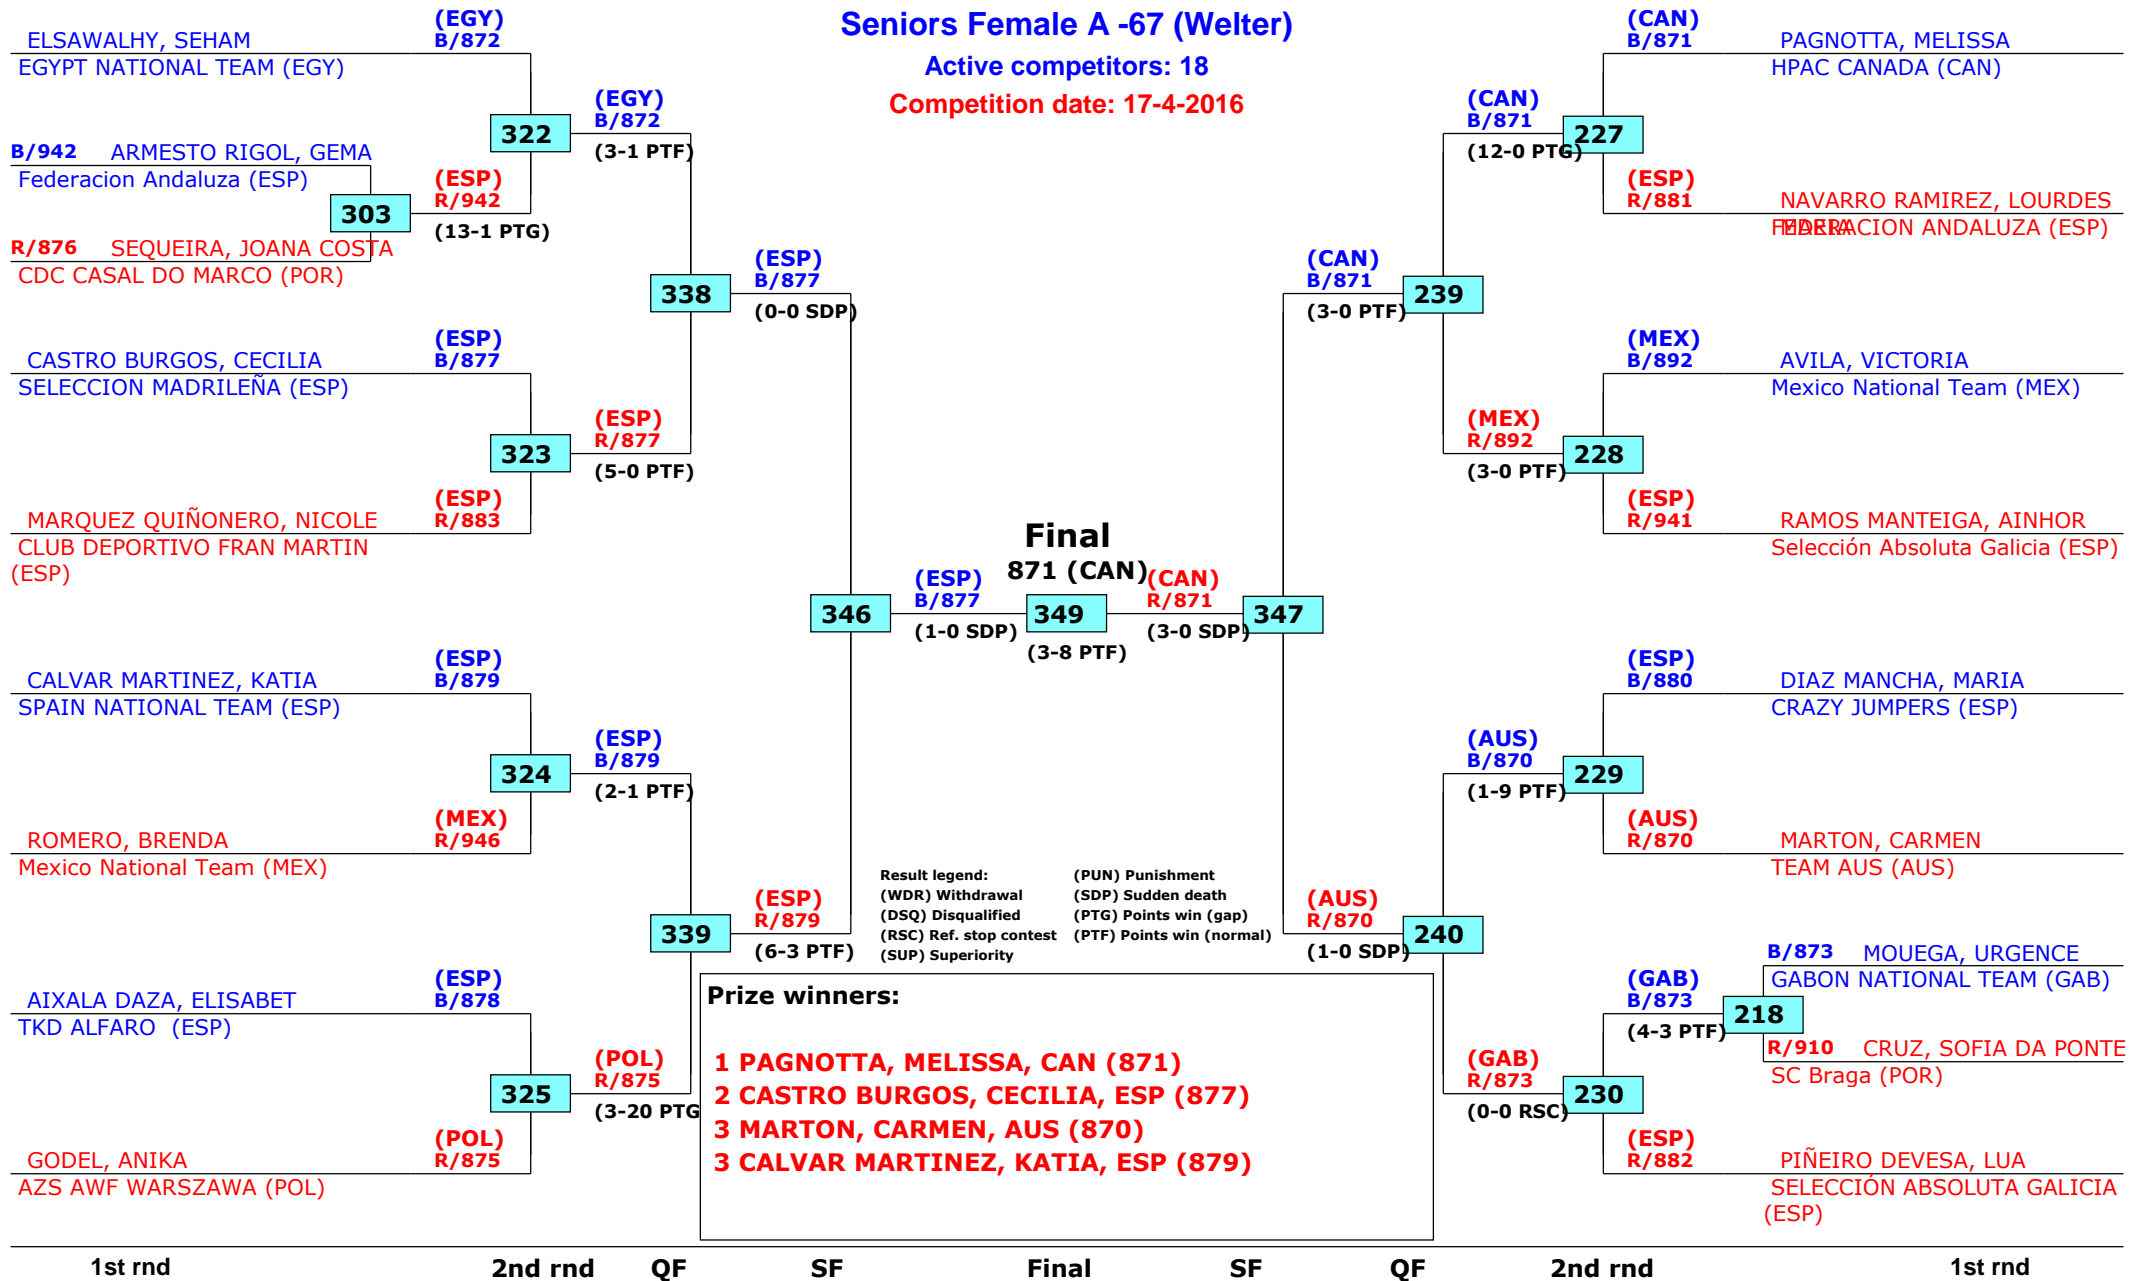 Seniors Female A -67 (Welter)
Active competitors: 18
Competition date: 17-4-2016
ELSAWALHY, SEHAM
EGYPT NATIONAL TEAM (EGY)
(EGY)
B/872
B/942 ARMESTO RIGOL, GEMA
Federacion Andaluza (ESP)
303
R/876 SEQUEIRA, JOANA COSTA
CDC CASAL DO MARCO (POR)
(ESP)
R/942
(13-1 PTG)
322
(EGY)
B/872
(3-1 PTF)
CASTRO BURGOS, CECILIA
SELECCION MADRILEÑA (ESP)
(ESP)
B/877
323
MARQUEZ QUIÑONERO, NICOLE
CLUB DEPORTIVO FRAN MARTIN
(ESP)
(ESP)
R/883
(ESP)
R/877
(5-0 PTF)
338
(ESP)
B/877
(0-0 SDP)
CALVAR MARTINEZ, KATIA
SPAIN NATIONAL TEAM (ESP)
(ESP)
B/879
324
ROMERO, BRENDA
Mexico National Team (MEX)
(MEX)
R/946
(ESP)
B/879
(2-1 PTF)
AIXALA DAZA, ELISABET
TKD ALFARO (ESP)
(ESP)
B/878
325
GODEL, ANIKA
AZS AWF WARSZAWA (POL)
(POL)
R/875
(POL)
R/875
(3-20 PTG
339
(ESP)
R/879
(6-3 PTF)
346
(ESP)
B/877
(1-0 SDP)
Final
871 (CAN)
349
(3-8 PTF)
(CAN)
R/871
(3-0 SDP)
347
(CAN)
B/871
PAGNOTTA, MELISSA
HPAC CANADA (CAN)
227
(CAN)
B/871
(12-0 PTG)
(ESP)
R/881
NAVARRO RAMIREZ, LOURDES
MARIA
FEDERACION ANDALUZA (ESP)
(CAN)
B/871
(3-0 PTF)
239
(MEX)
B/892
AVILA, VICTORIA
Mexico National Team (MEX)
(MEX)
R/892
(3-0 PTF)
228
(ESP)
R/941
RAMOS MANTEIGA, AINHOR
Selección Absoluta Galicia (ESP)
(ESP)
B/880
DIAZ MANCHA, MARIA
CRAZY JUMPERS (ESP)
(AUS)
B/870
(1-9 PTF)
229
(AUS)
R/870
MARTON, CARMEN
TEAM AUS (AUS)
(AUS)
R/870
(1-0 SDP)
240
B/873 MOUEGA, URGENCE
GABON NATIONAL TEAM (GAB)
(GAB)
B/873
(4-3 PTF)
218
R/910 CRUZ, SOFIA DA PONTE
SC Braga (POR)
(GAB)
R/873
(0-0 RSC)
230
(ESP)
R/882
PIÑEIRO DEVESA, LUA
SELECCIÓN ABSOLUTA GALICIA
(ESP)
Result legend:
(WDR) Withdrawal
(DSQ) Disqualified
(RSC) Ref. stop contest
(SUP) Superiority
(PUN) Punishment
(SDP) Sudden death
(PTG) Points win (gap)
(PTF) Points win (normal)
Prize winners:
1 PAGNOTTA, MELISSA, CAN (871)
2 CASTRO BURGOS, CECILIA, ESP (877)
3 MARTON, CARMEN, AUS (870)
3 CALVAR MARTINEZ, KATIA, ESP (879)
1st rnd 2nd rnd QF SF Final SF QF 2nd rnd 1st rnd